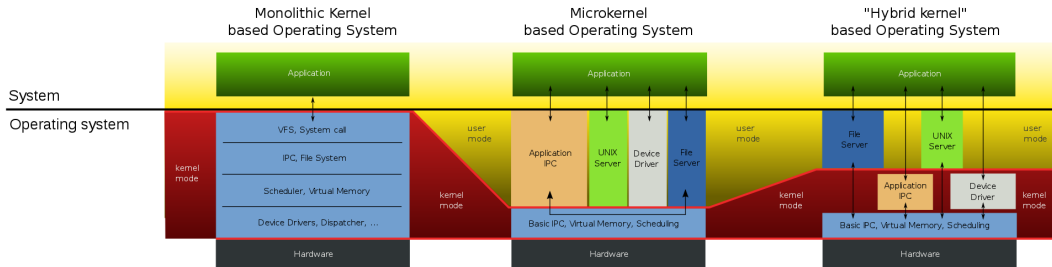 Monolithic Kernel
based Operating System
Microkernel
based Operating System
"Hybrid kernel"
based Operating System
Application
Application
Application
System
Operating system
kernel
mode
VFS, System call
IPC, File System
Scheduler, Virtual Memory
Device Drivers, Dispatcher, ...
Hardware
user
mode
kernel
mode
Application
IPC
UNIX
Server
Device
Driver
File
Server
Basic IPC, Virtual Memory, Scheduling
Hardware
user
mode
kernel
mode
File
Server
UNIX
Server
Application
IPC
Device
Driver
Basic IPC, Virtual Memory, Scheduling
Hardware
user
mode
kernel
mode